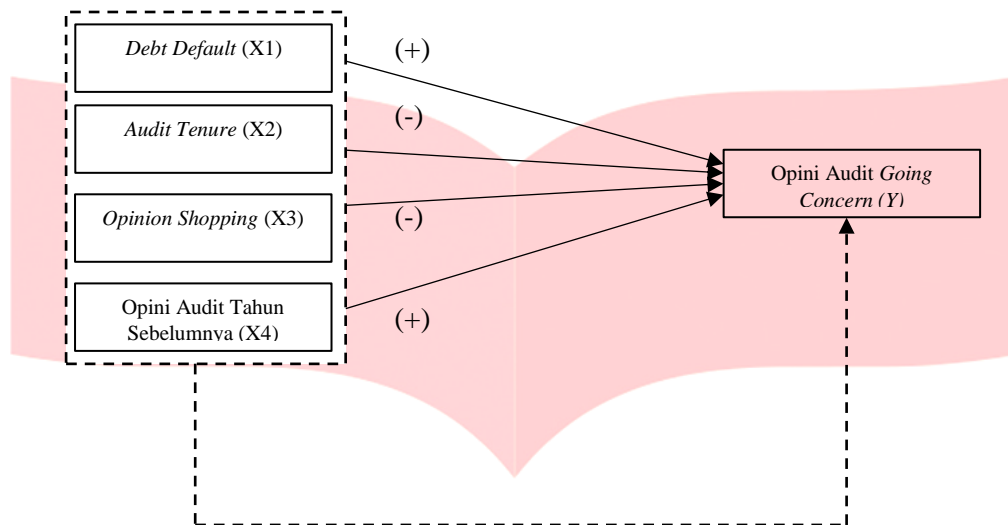 Debt Default (X1)
(+)
Audit Tenure (X2)
(-)
Opini Audit Going
Concern (Y)
Opinion Shopping (X3)
(-)
Opini Audit Tahun
Sebelumnya (X4)
(+)